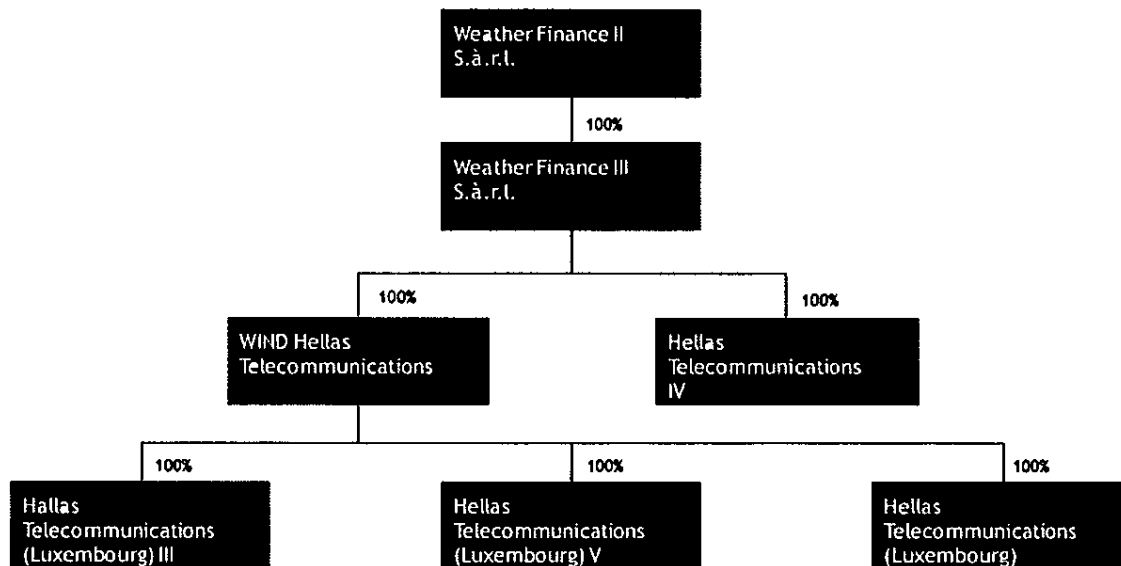 Weather Finance II
S.à.r.l.
100%
Weather Finance III
S.à.r.l.
100%
100%
WIND Hellas
Telecommunications
Hellas
Telecommunications
IV
100%
100%
100%
Hallas
Telecommunications
(Luxembourg) III
Hellas
Telecommunications
(Luxembourg) V
Hellas
Telecommunications
(Luxembourg)